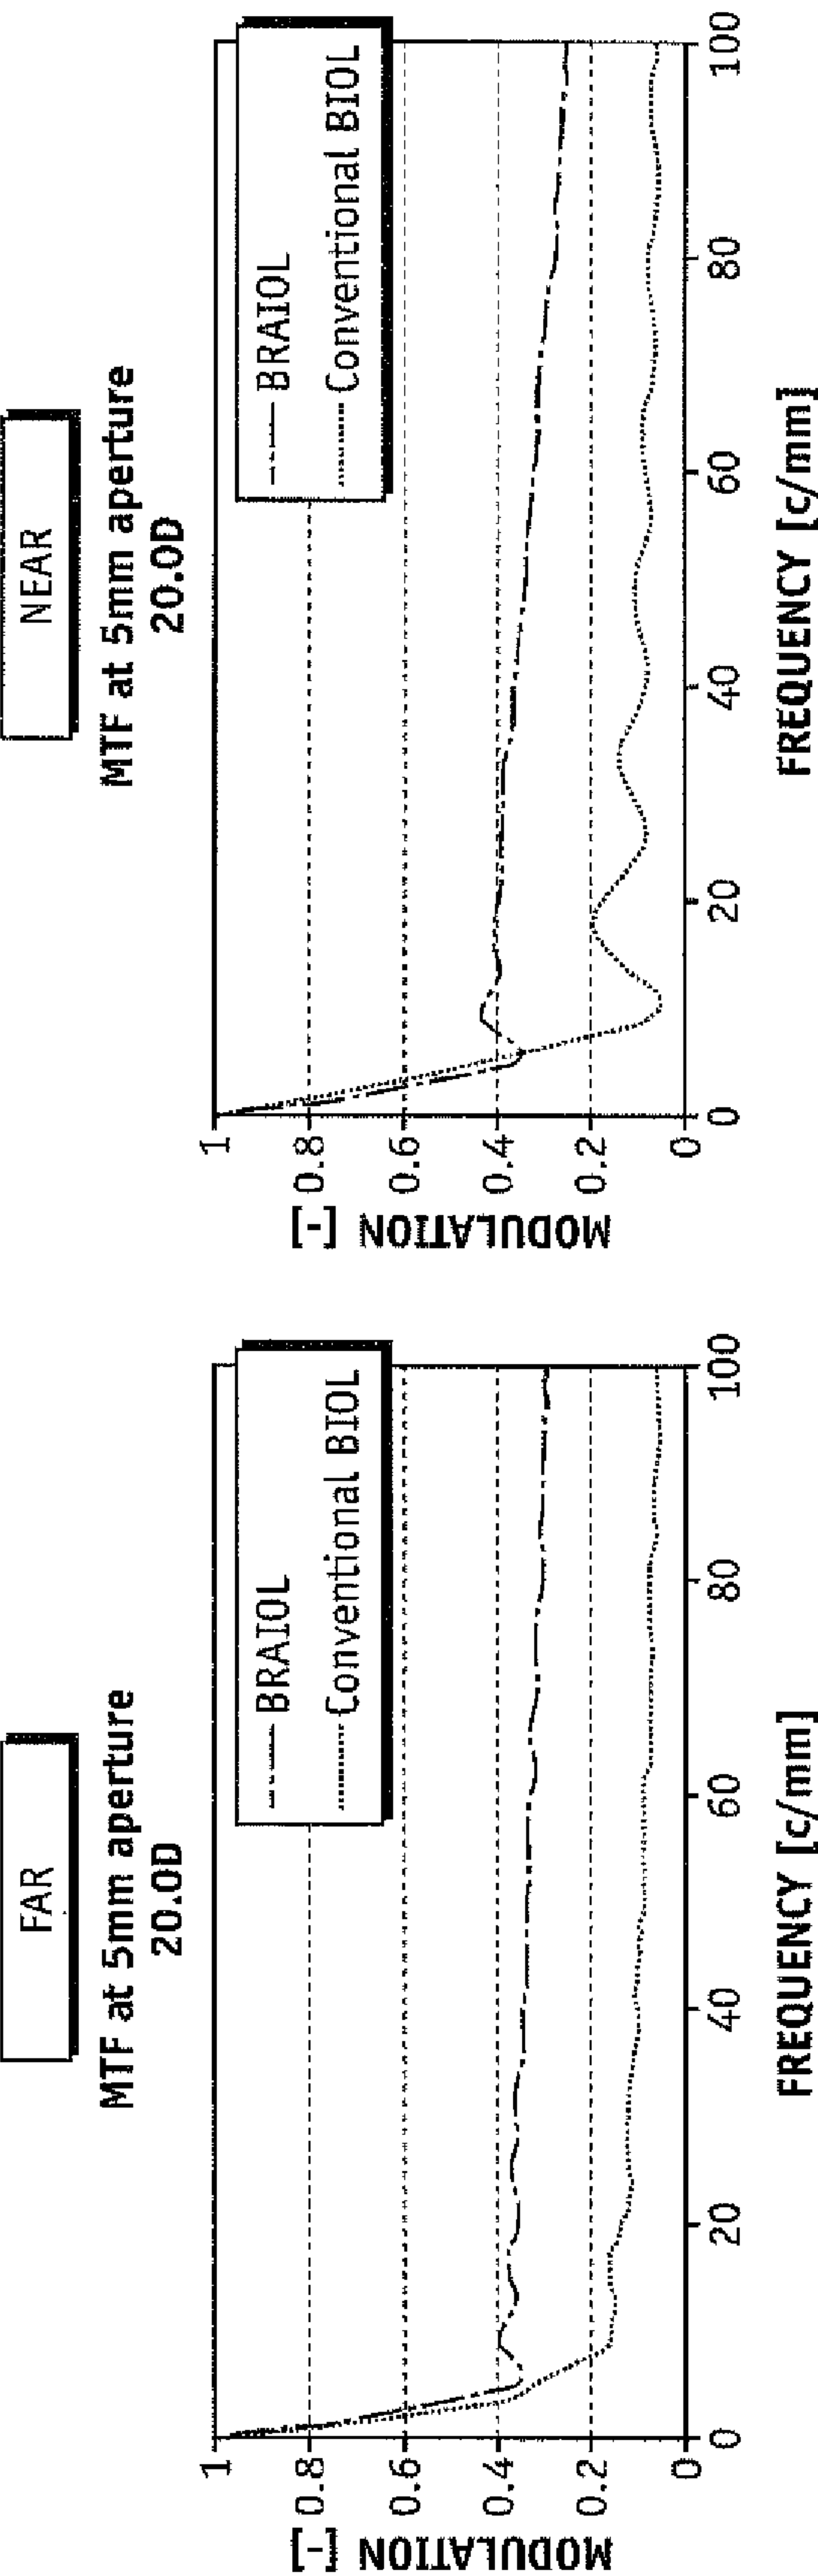 FAR
MTF at 5mm aperture
20.0D
MODULATION
[-]
1
0.8
0.6
0.4
0.2
0
BRAIOL
Conventional BIOL
0 20 40 60 80 100
FREQUENCY [c/mm]
NEAR
MTF at 5mm aperture
20.0D
MODULATION
[-]
1
0.8
0.6
0.4
0.2
0
BRAIOL
Conventional BIOL
0 20 40 60 80 100
FREQUENCY [c/mm]